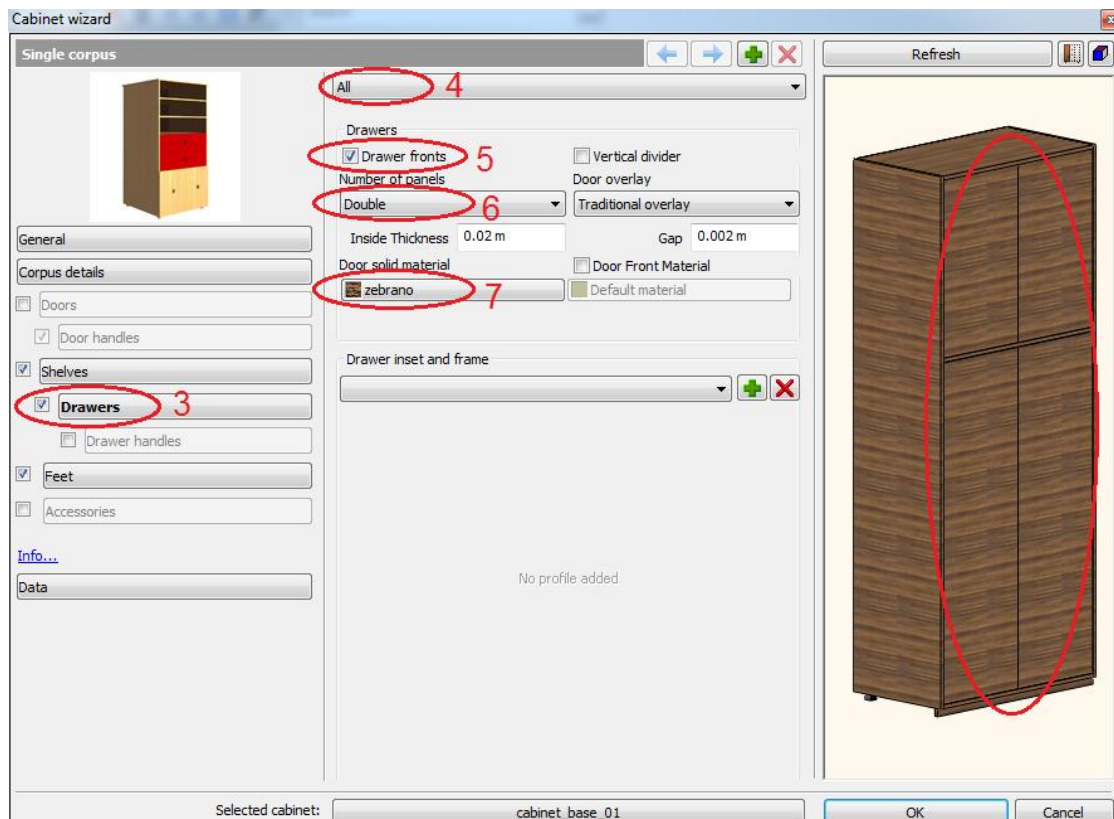 Cabinet wizard
Single corpus
Refresh
All
4
Drawers
Drawer fronts
5
Vertical divider
Number of panels
Door overlay
Double
6
Traditional overlay
General
Inside Thickness
0.02 m
Gap
0.002 m
Corpus details
Door solid material
Door Front Material
zebrano
7
Default material
Doors
Door handles
Drawer inset and frame
Shelves
Drawers
3
Drawer handles
Feet
Accessories
Info...
No profile added
Data
Selected cabinet:
cabinet_base_01
OK
Cancel